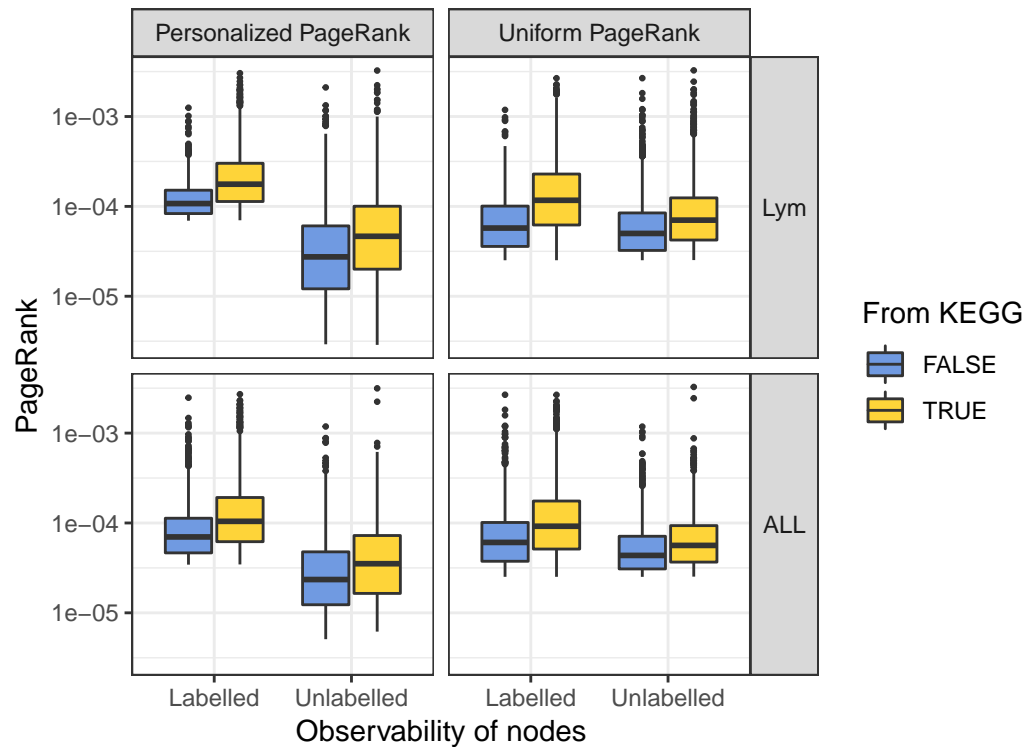 Personalized PageRank
Uniform PageRank
PageRank
1e−03
1e−04
1e−05
Lym
1e−03
1e−04
1e−05
ALL
Labelled
Unlabelled
Labelled
Unlabelled
Observability of nodes
From KEGG
FALSE
TRUE